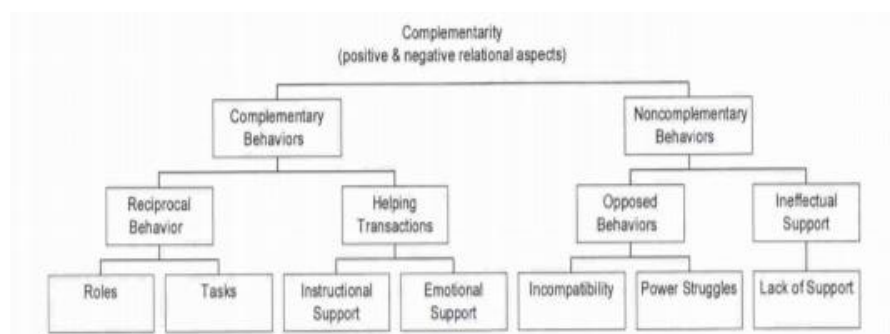 Complementarity
(positive & negative relational aspects)
Complementary
Behaviors
Noncomplementary
Behaviors
Reciprocal
Behavior
Helping
Transactions
Opposed
Behaviors
Ineffectual
Support
Roles
Tasks
Instructional
Support
Emotional
Support
Incompatibility
Power Struggles
Lack of Support